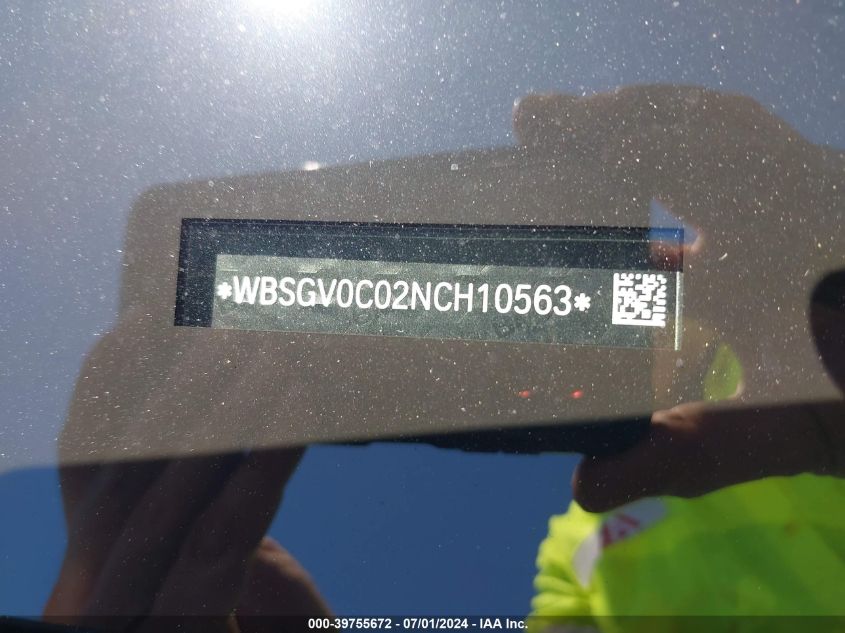 *WBSGV0C02NCH10563*
000-39755672 - 07/01/2024 - IAA Inc.